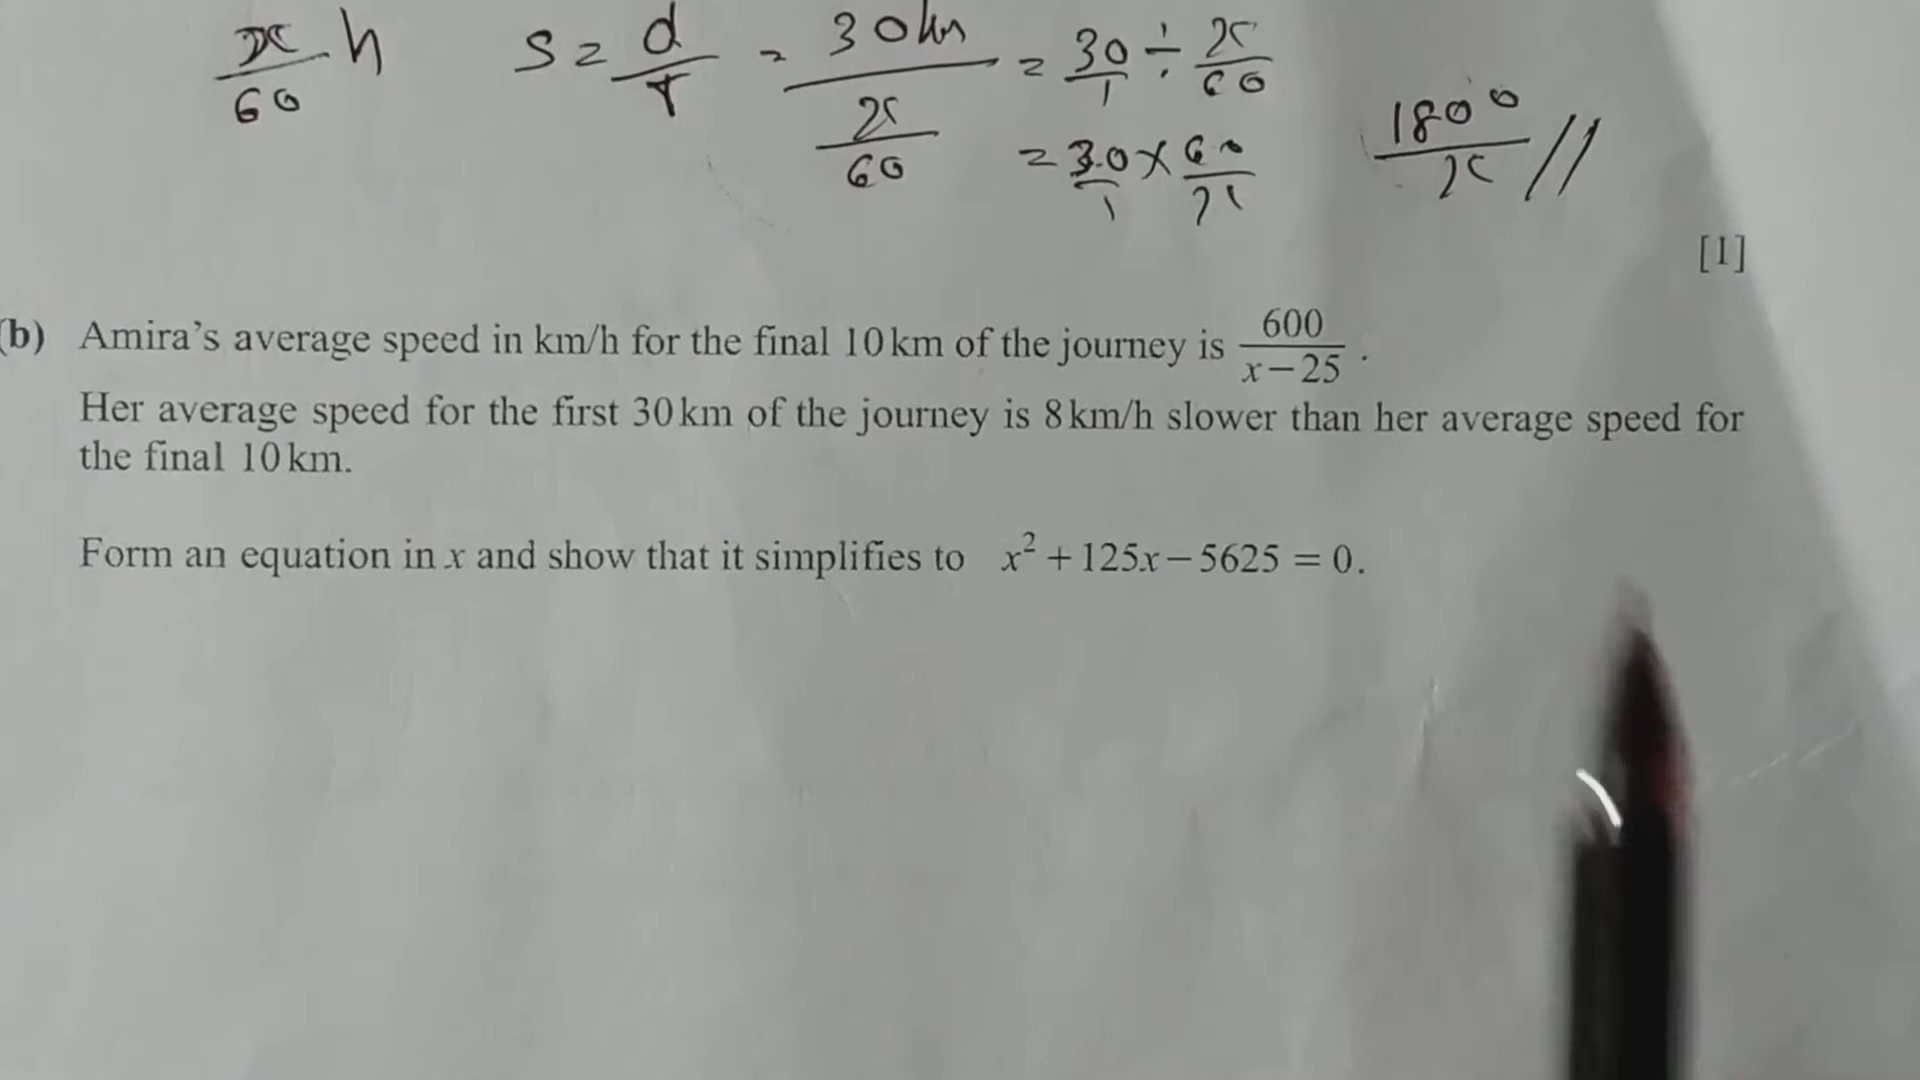 x/60 h   S = d/T = 30km / (x/60) = 30/1 ÷ x/60
= 30/1 × 60/x   1800/x //
[1]
(b) Amira's average speed in km/h for the final 10 km of the journey is 600/(x−25).
Her average speed for the first 30 km of the journey is 8 km/h slower than her average speed for
the final 10 km.
Form an equation in x and show that it simplifies to x² + 125x − 5625 = 0.